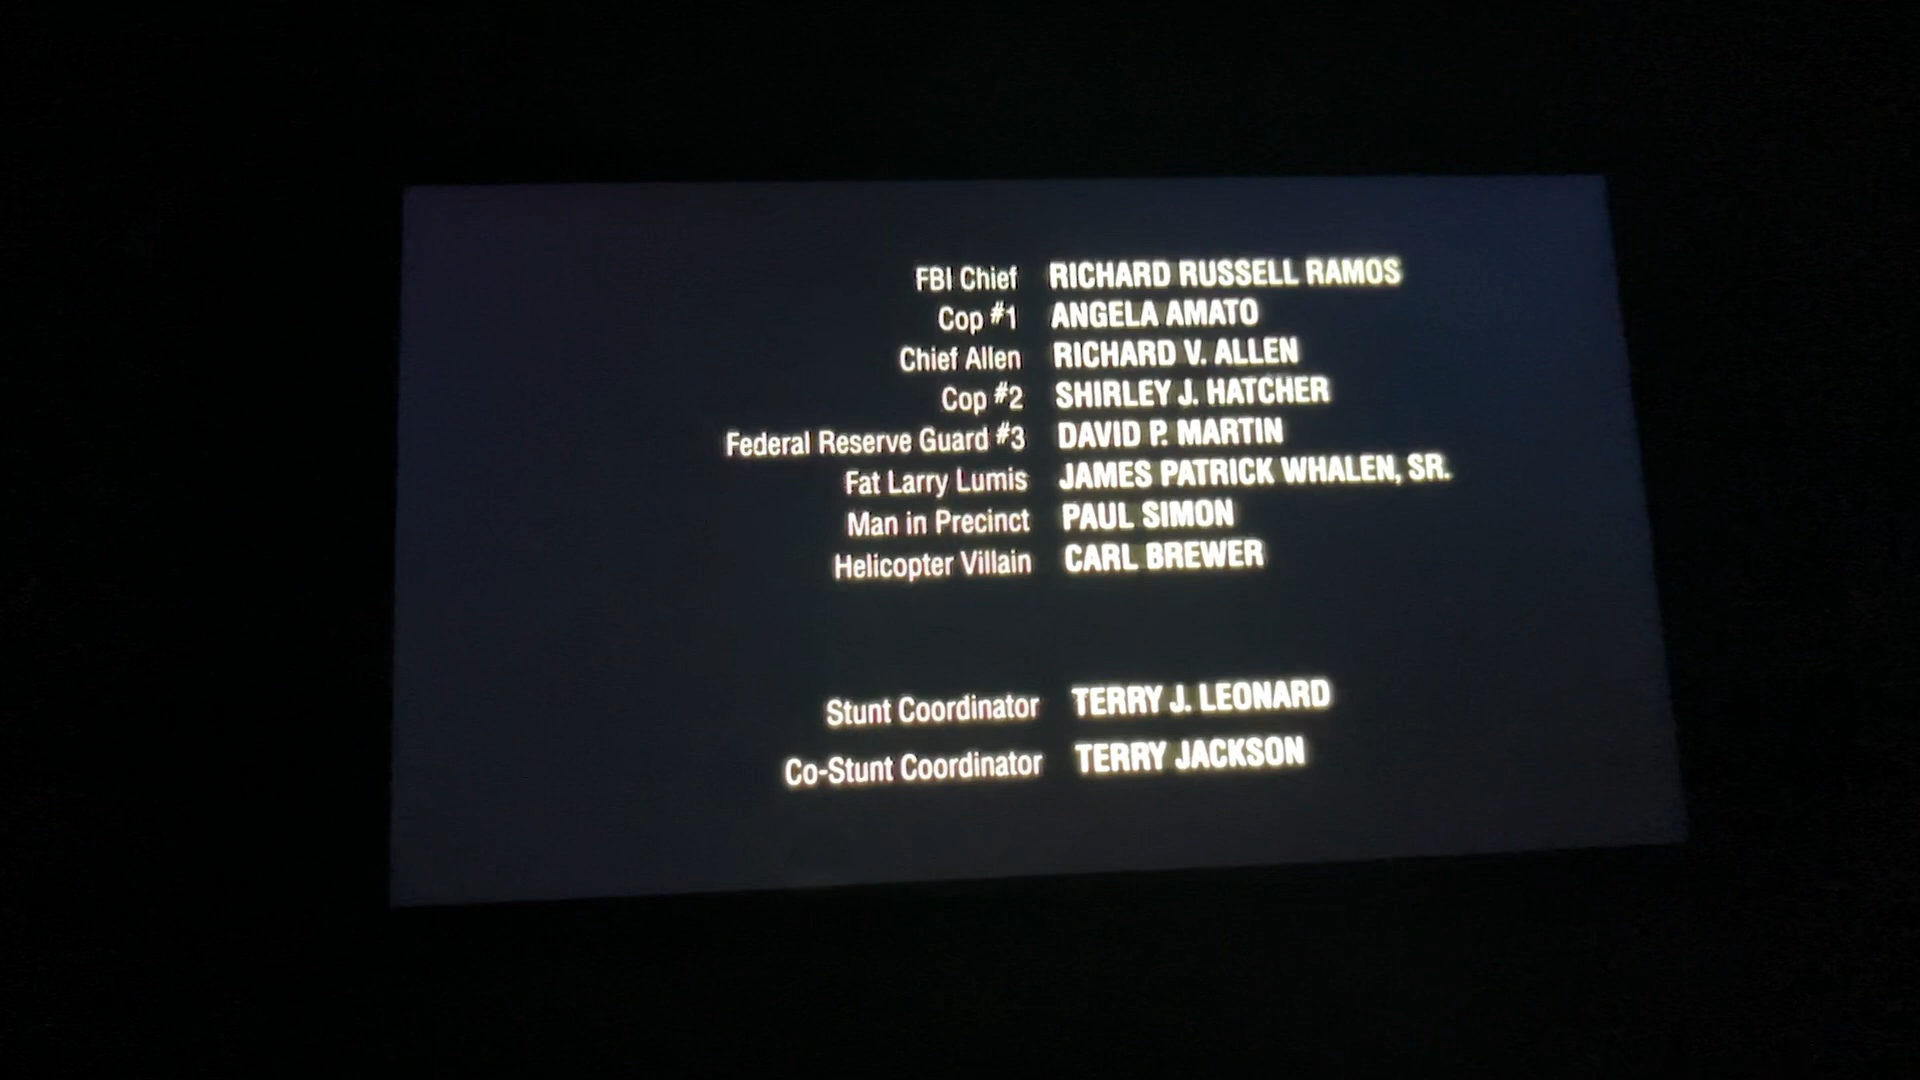 FBI Chief RICHARD RUSSELL RAMOS
Cop #1 ANGELA AMATO
Chief Allen RICHARD V. ALLEN
Cop #2 SHIRLEY J. HATCHER
Federal Reserve Guard #3 DAVID P. MARTIN
Fat Larry Lumis JAMES PATRICK WHALEN, SR.
Man in Precinct PAUL SIMON
Helicopter Villain CARL BREWER
Stunt Coordinator TERRY J. LEONARD
Co-Stunt Coordinator TERRY JACKSON